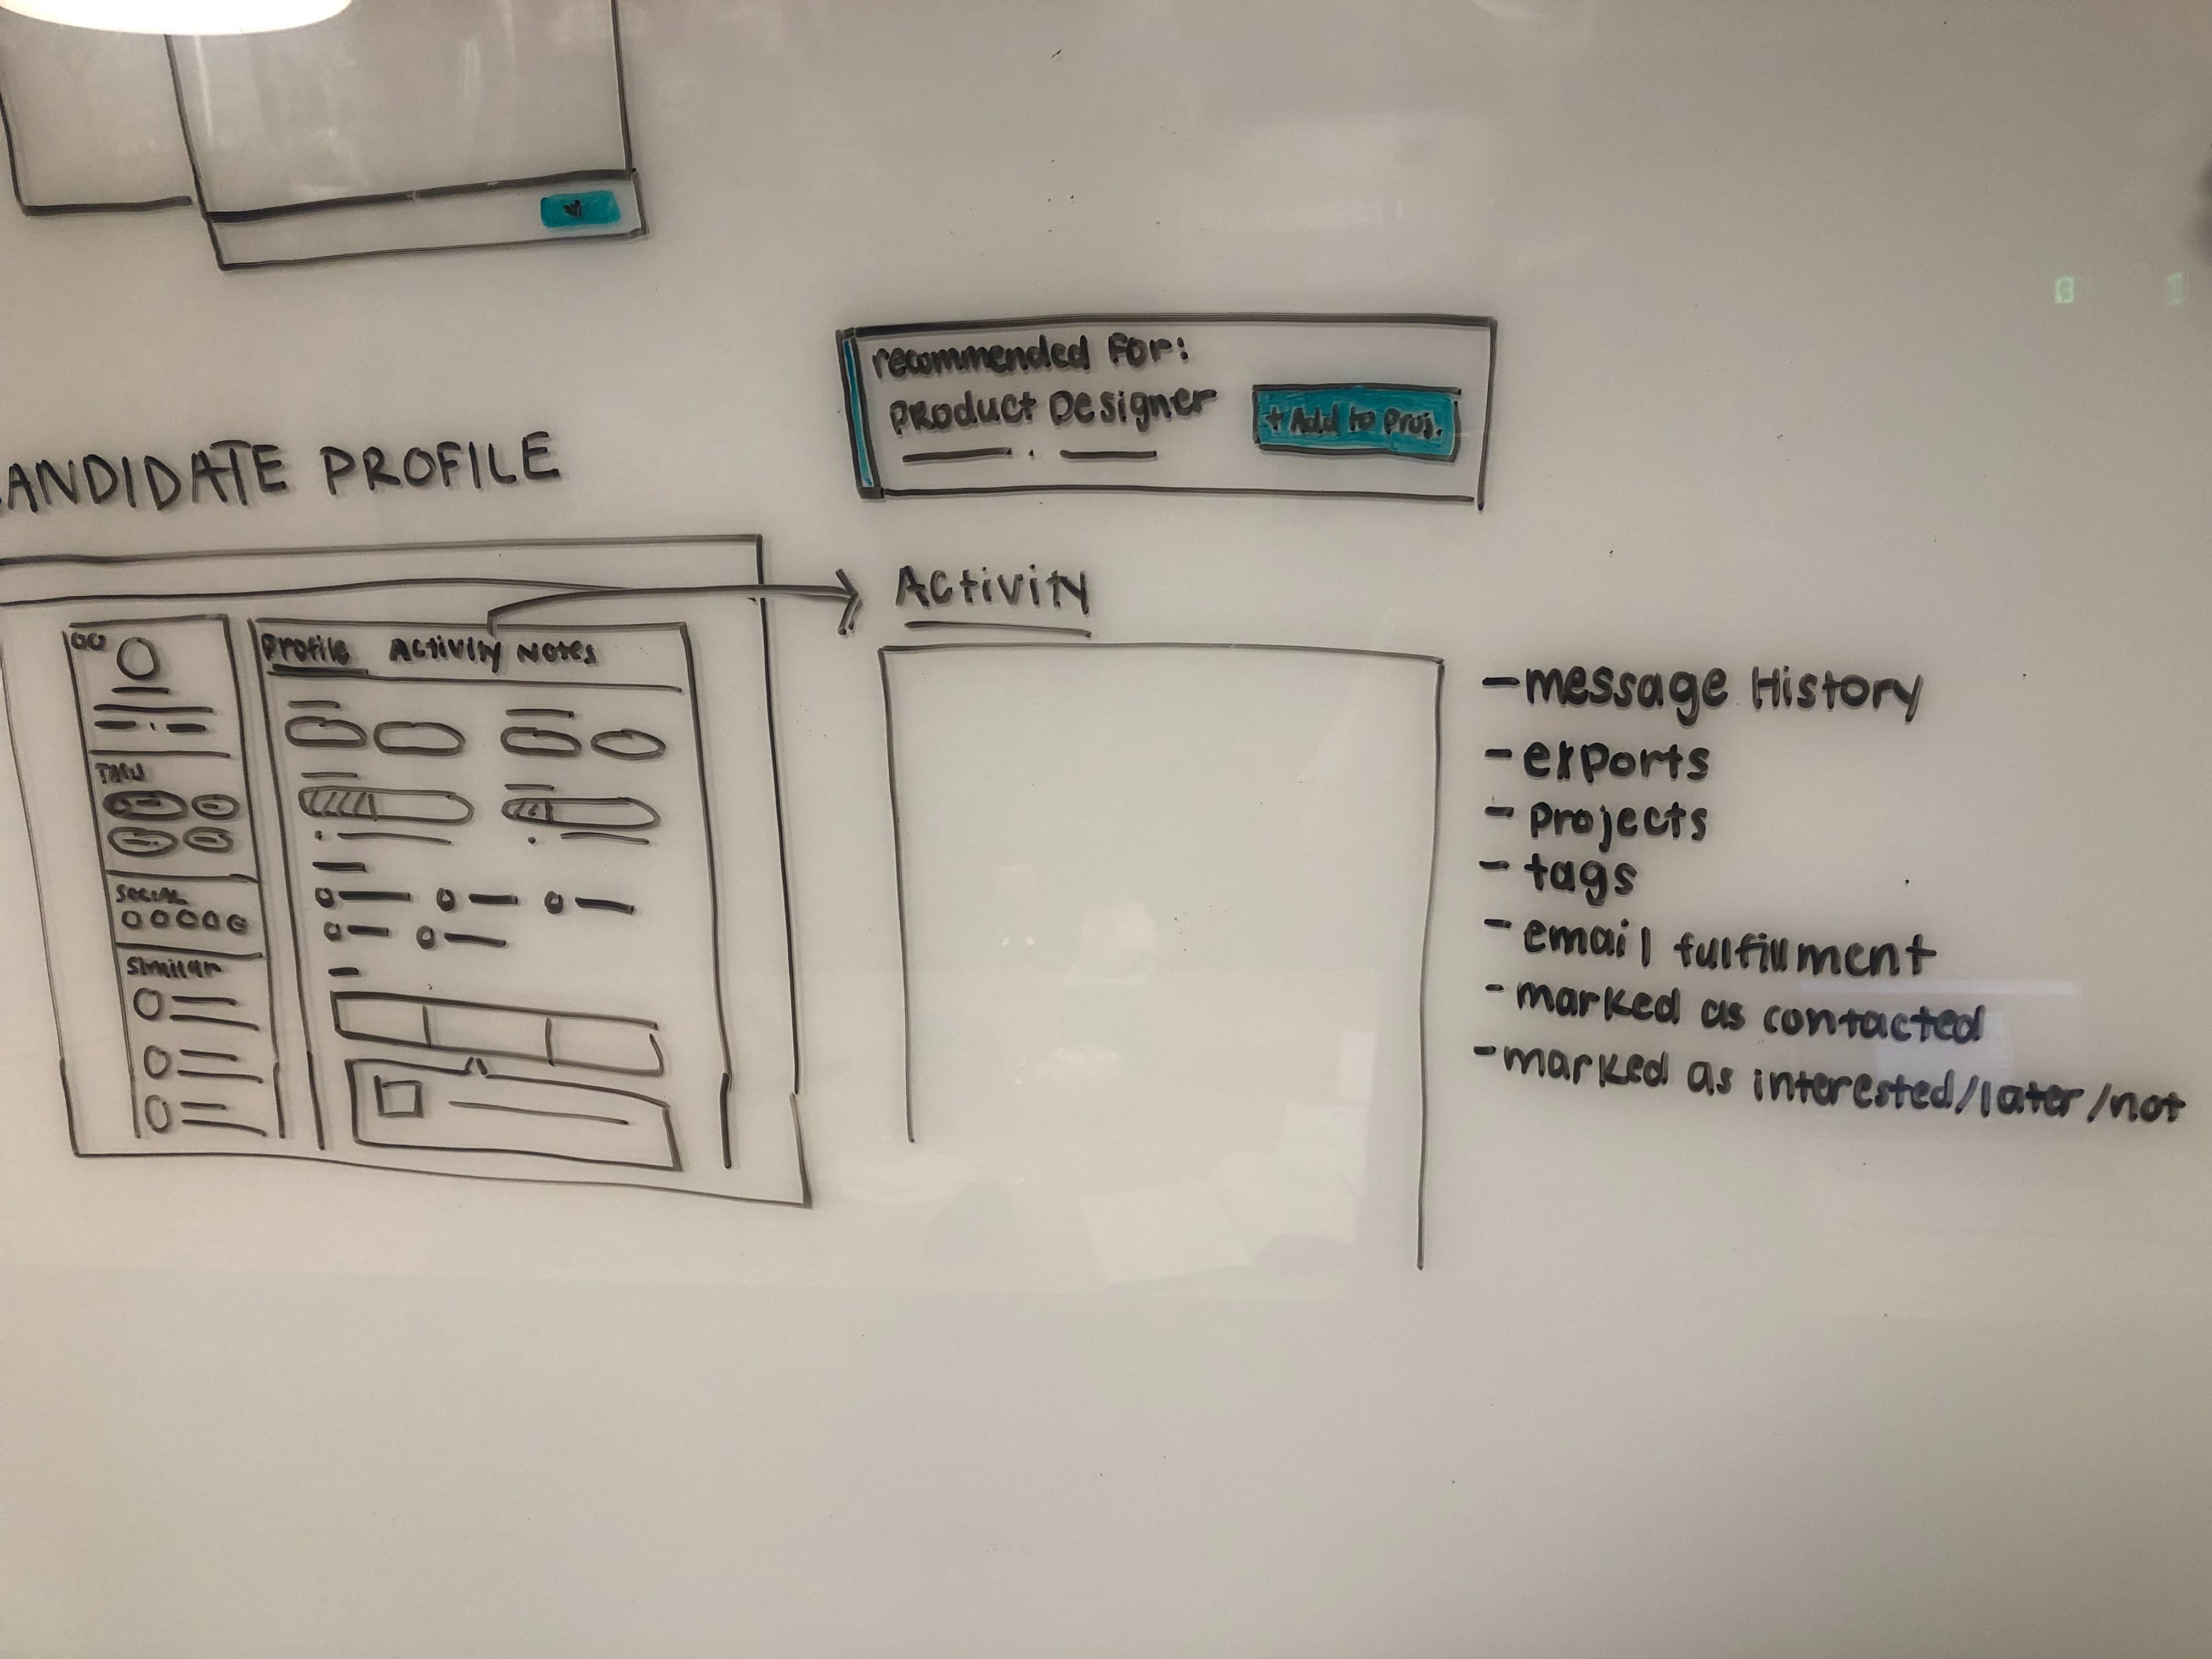 recommended For:
Product Designer
+ Add to Proj.
ANDIDATE PROFILE
Activity
Profile Activity Notes
TAGS
Social
Similar
- message History
- exports
- Projects
- tags
- email fulfillment
- marked as contacted
- marked as interested/later/not